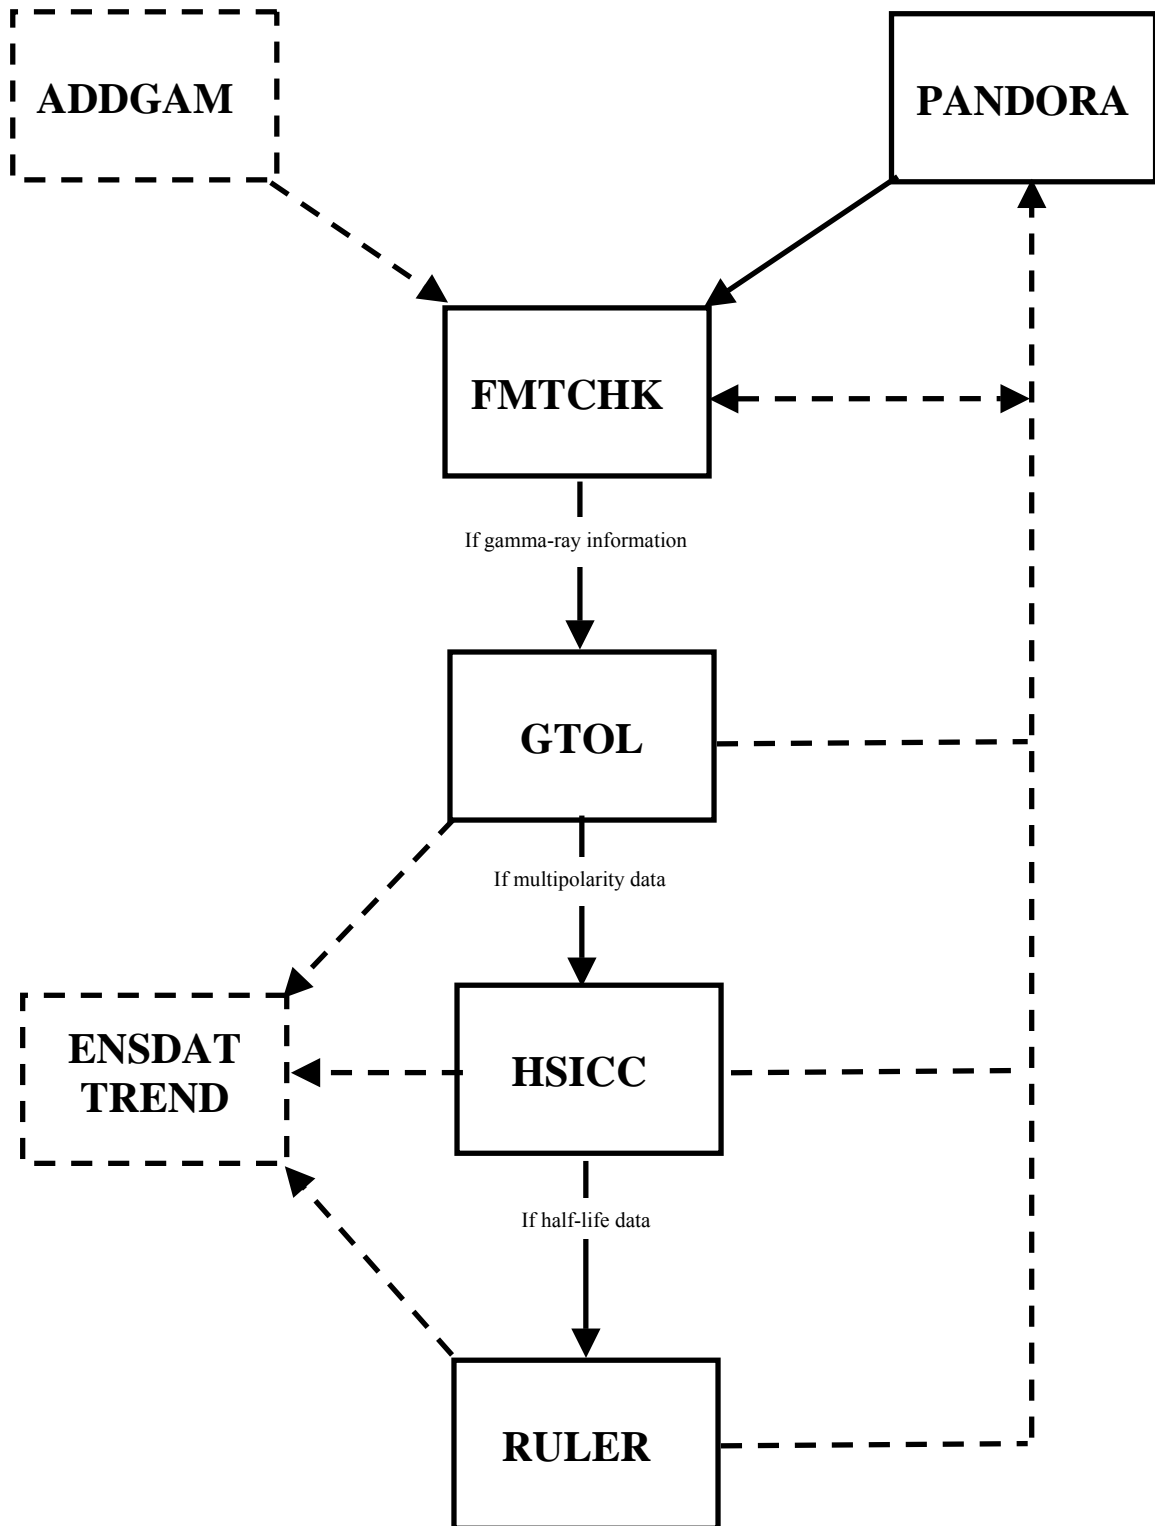 ADDGAM
PANDORA
FMTCHK
If gamma-ray information
GTOL
If multipolarity data
ENSDAT
TREND
HSICC
If half-life data
RULER